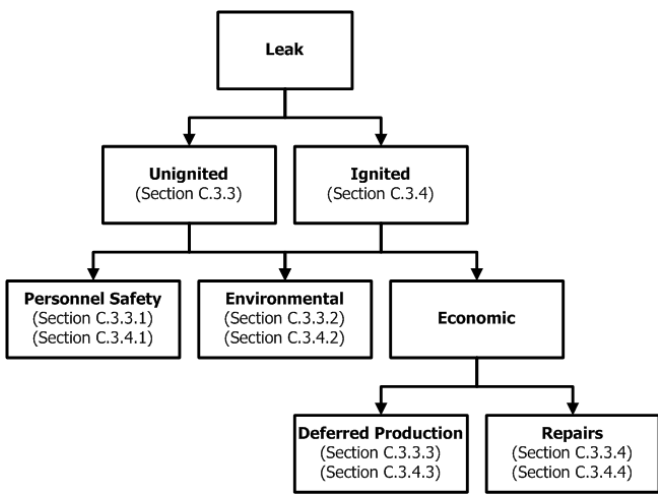 Leak
Unignited
(Section C.3.3)
Ignited
(Section C.3.4)
Personnel Safety
(Section C.3.3.1)
(Section C.3.4.1)
Environmental
(Section C.3.3.2)
(Section C.3.4.2)
Economic
Deferred Production
(Section C.3.3.3)
(Section C.3.4.3)
Repairs
(Section C.3.3.4)
(Section C.3.4.4)